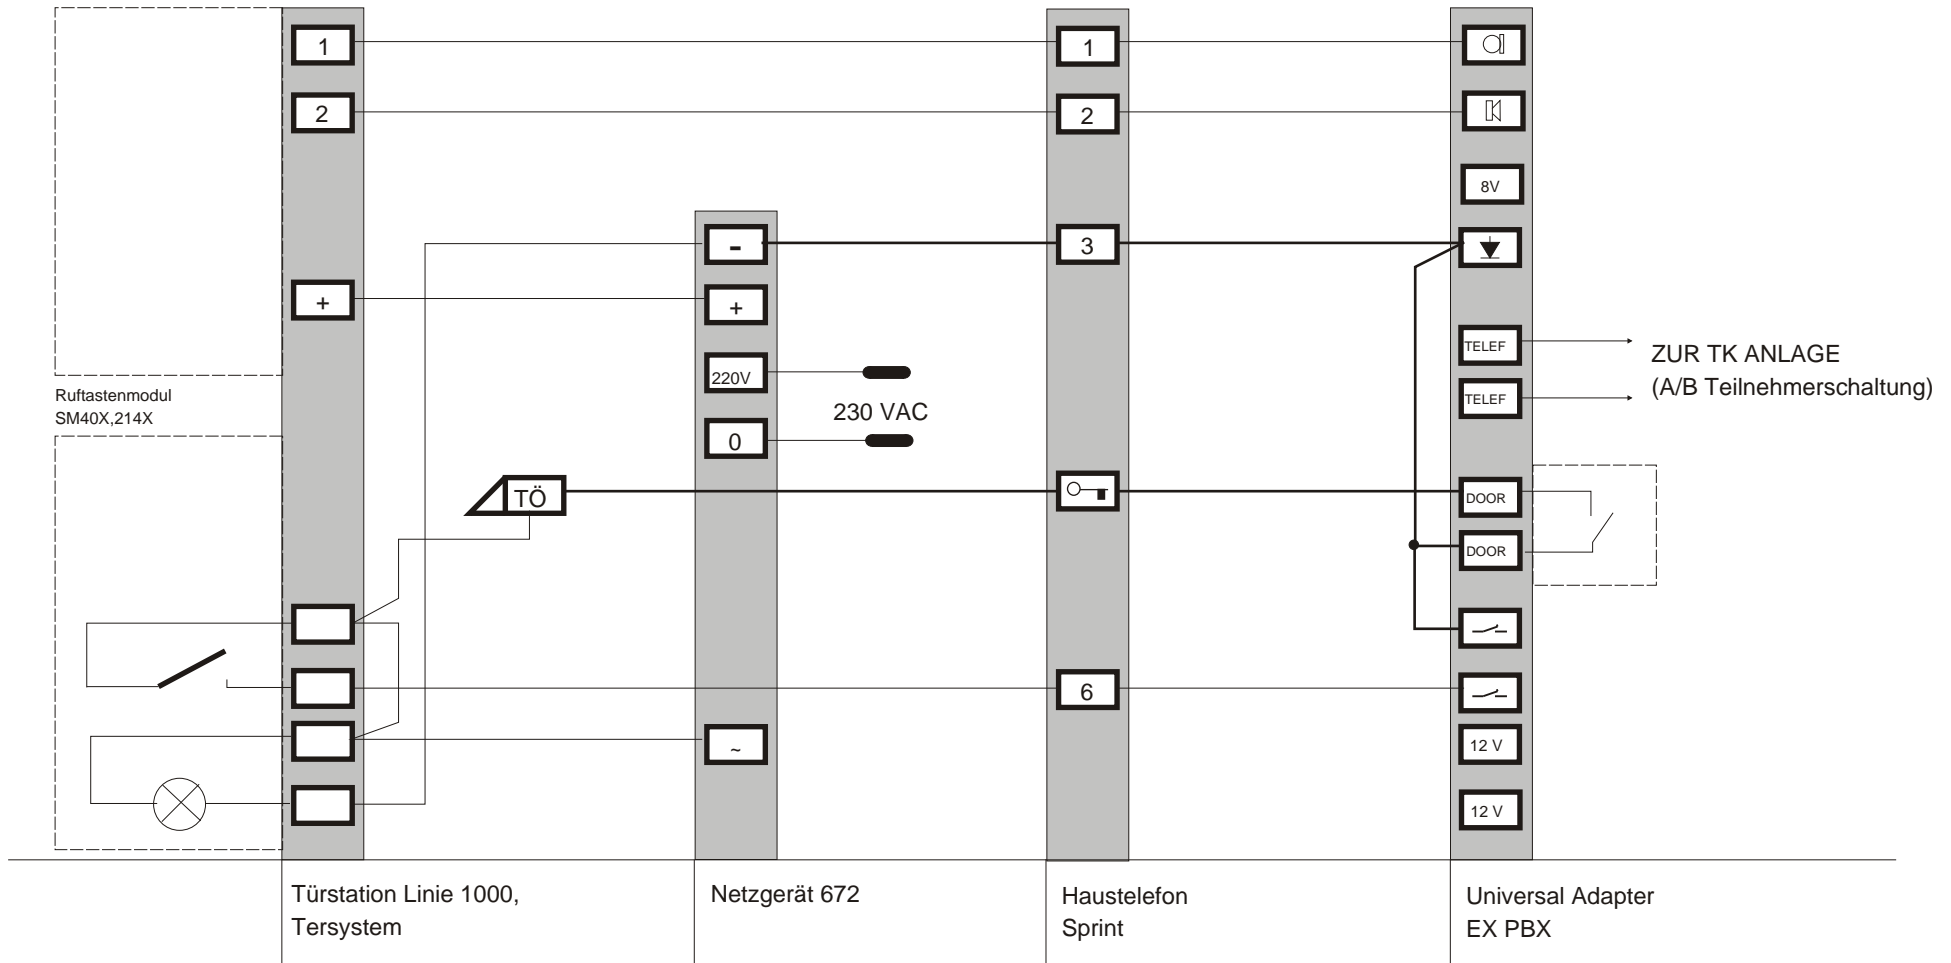 1
1
2
2
8V
-
3
+
+
TELEF
ZUR TK ANLAGE
220V
(A/B Teilnehmerschaltung)
TELEF
Ruftastenmodul
SM40X,214X
230 VAC
0
TÖ
DOOR
DOOR
6
~
12 V
12 V
Türstation Linie 1000,
Tersystem
Netzgerät 672
Haustelefon
Sprint
Universal Adapter
EX PBX